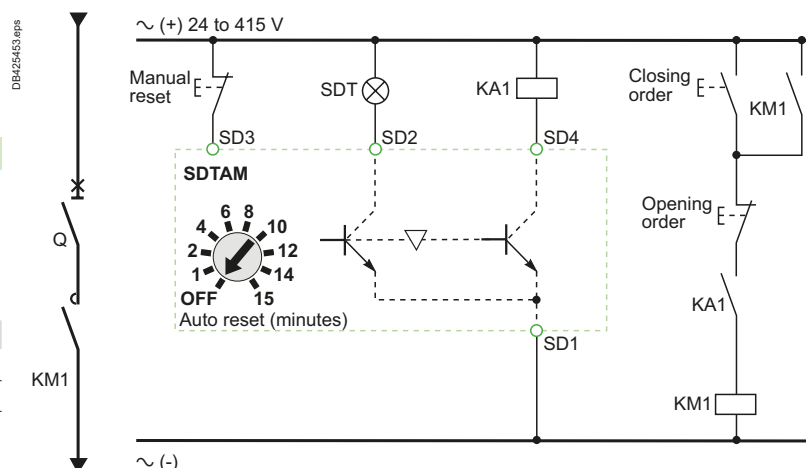 DB425453.eps
∼ (+) 24 to 415 V
Manual
reset
SDT
KA1
Closing
order
KM1
SD3
SD2
SD4
SDTAM
Opening
order
6 8
4 10
2 12
1 14
OFF 15
Auto reset (minutes)
Q
KA1
SD1
KM1
KM1
∼ (-)